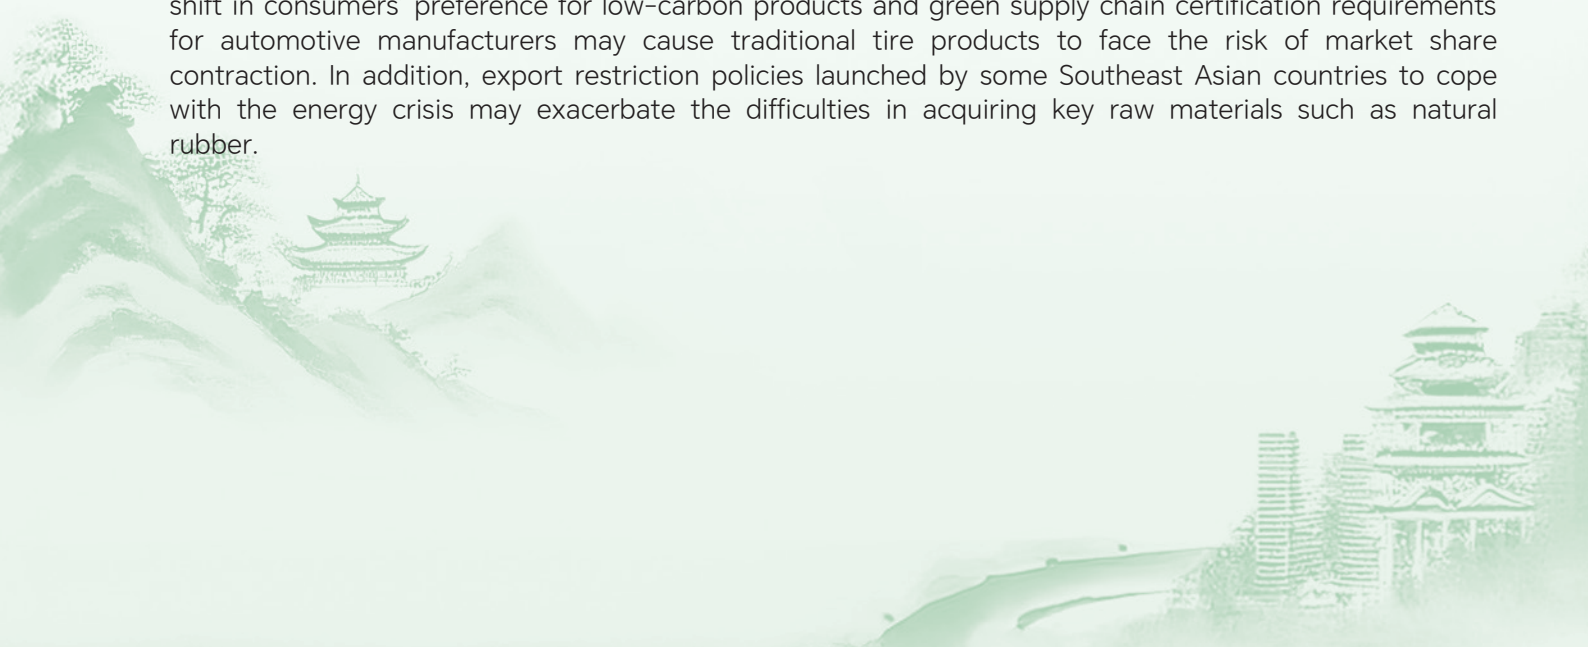 shift in consumers' preference for low-carbon products and green supply chain certification requirements
for automotive manufacturers may cause traditional tire products to face the risk of market share
contraction. In addition, export restriction policies launched by some Southeast Asian countries to cope
with the energy crisis may exacerbate the difficulties in acquiring key raw materials such as natural
rubber.